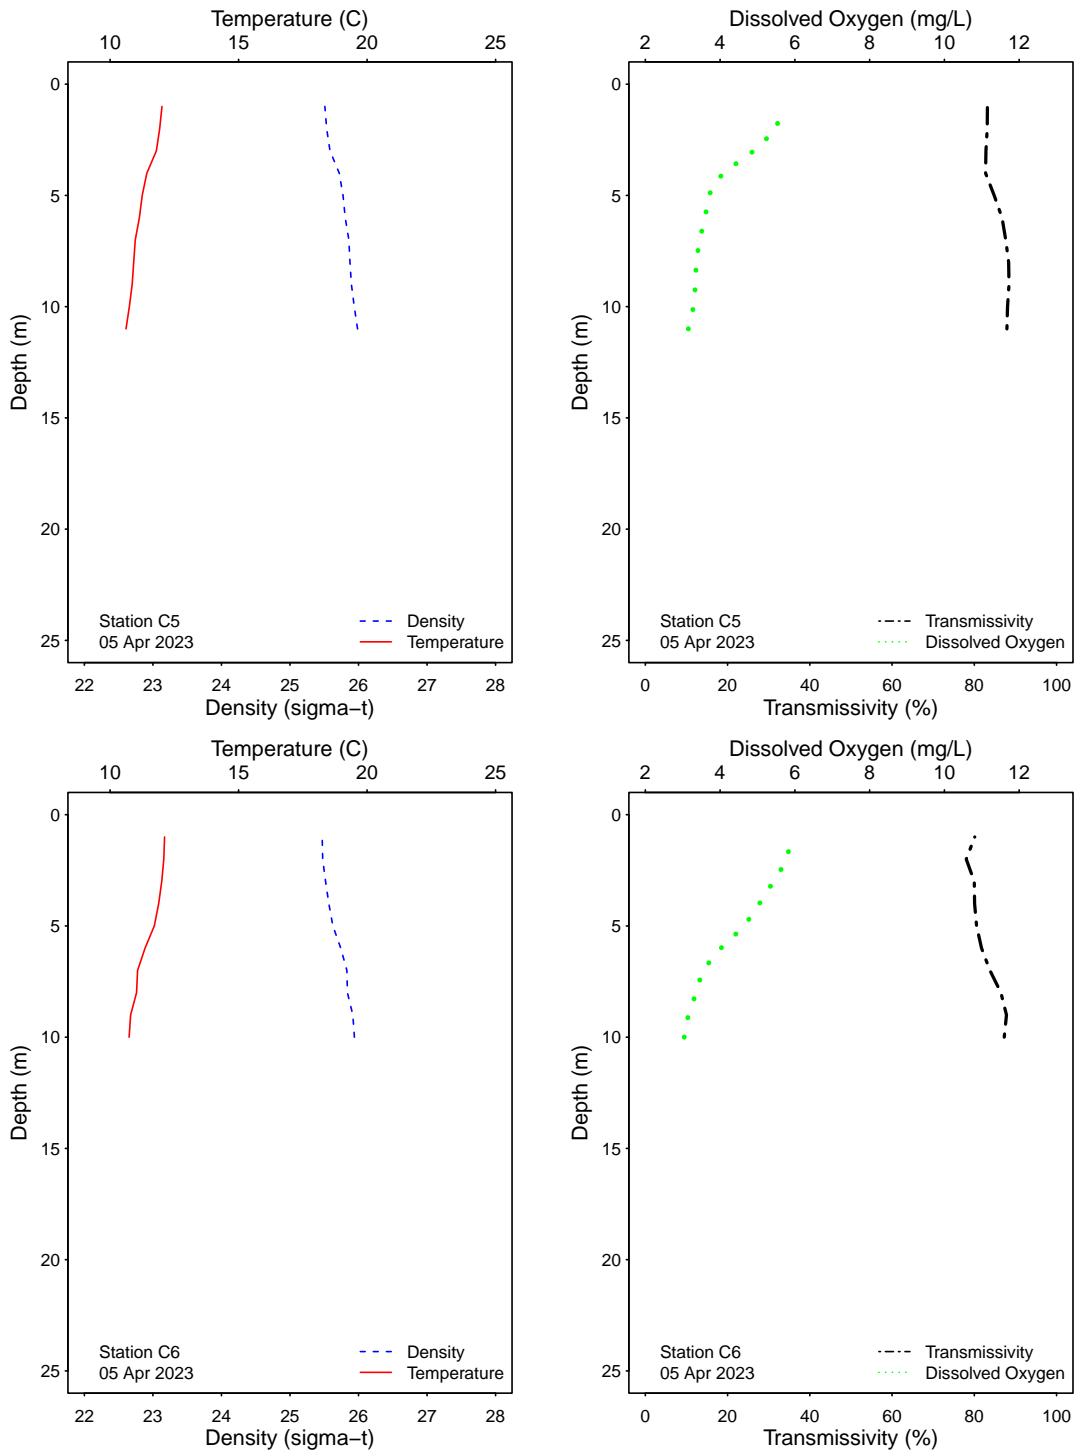 Temperature (C)
10 15 20 25
0
5
10
15
20
25
Depth (m)
Station C5
05 Apr 2023
Density
Temperature
22 23 24 25 26 27 28
Density (sigma−t)
Dissolved Oxygen (mg/L)
2 4 6 8 10 12
0
5
10
15
20
25
Depth (m)
Station C5
05 Apr 2023
Transmissivity
Dissolved Oxygen
0 20 40 60 80 100
Transmissivity (%)
Temperature (C)
10 15 20 25
0
5
10
15
20
25
Depth (m)
Station C6
05 Apr 2023
Density
Temperature
22 23 24 25 26 27 28
Density (sigma−t)
Dissolved Oxygen (mg/L)
2 4 6 8 10 12
0
5
10
15
20
25
Depth (m)
Station C6
05 Apr 2023
Transmissivity
Dissolved Oxygen
0 20 40 60 80 100
Transmissivity (%)